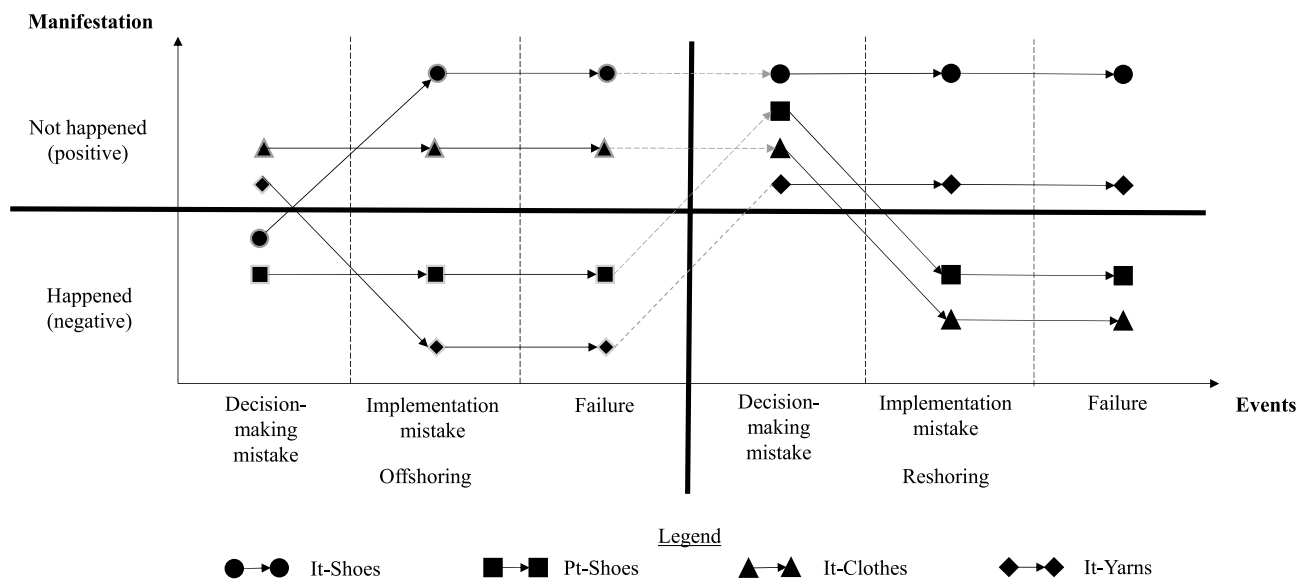 Manifestation
Not happened
(positive)
Happened
(negative)
Decision-
making
mistake
Implementation
mistake
Failure
Decision-
making
mistake
Implementation
mistake
Failure
Events
Offshoring
Reshoring
Legend
It-Shoes
Pt-Shoes
It-Clothes
It-Yarns